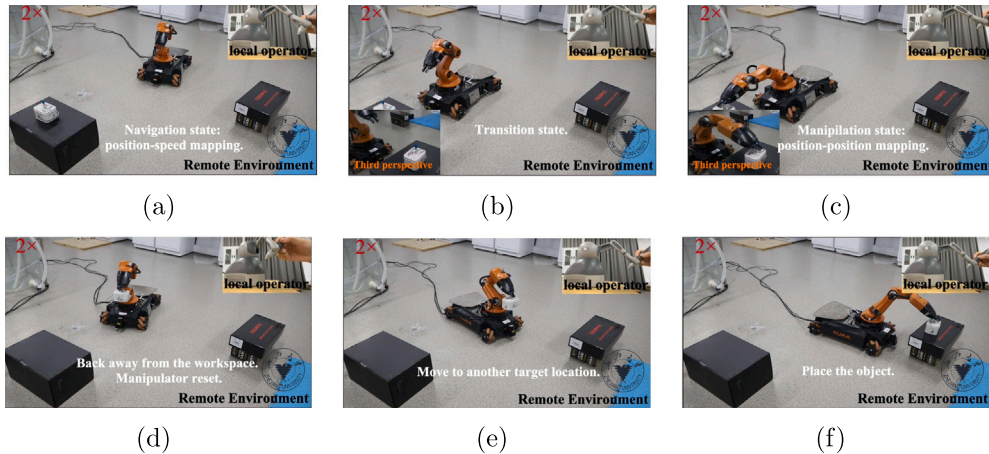 2×
local operator
Navigation state:
position-speed mapping.
Remote Environment
(a)
2×
local operator
Transition state.
Third perspective
Remote Environment
(b)
2×
local operator
Manipilation state:
position-position mapping.
Third perspective
Remote Environment
(c)
2×
local operator
Back away from the workspace.
Manipulator reset.
Remote Environment
(d)
2×
local operator
Move to another target location.
Remote Environment
(e)
2×
local operator
Place the object.
Remote Environment
(f)